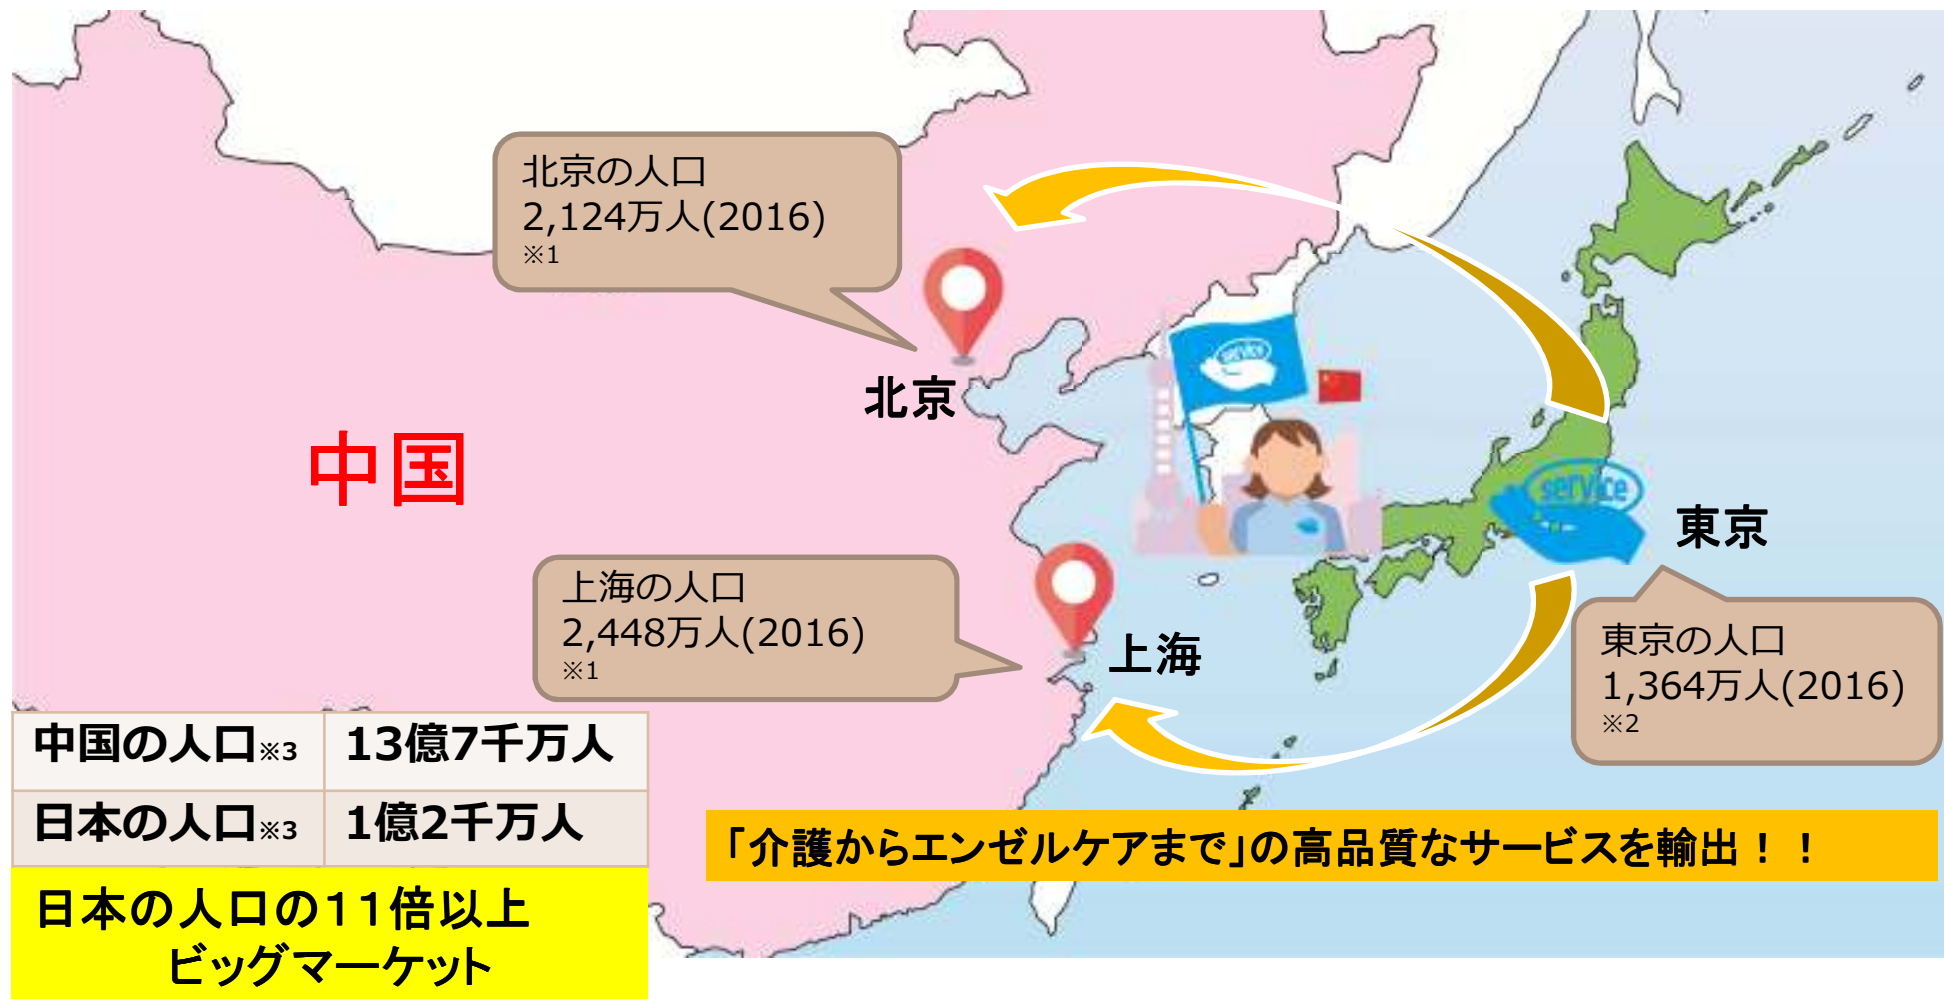 北京の人口
2,124万人(2016)
※1
北京
中国
service
service
東京
上海の人口
2,448万人(2016)
※1
上海
東京の人口
1,364万人(2016)
※2
中国の人口※3 13億7千万人
日本の人口※3 1億2千万人
「介護からエンゼルケアまで」の高品質なサービスを輸出！！
日本の人口の11倍以上
ビッグマーケット